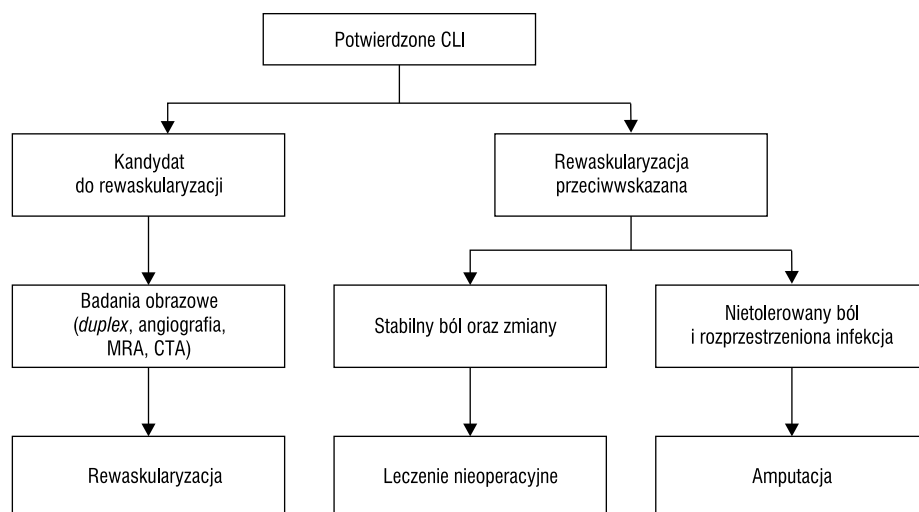 Potwierdzone CLI
Kandydat
do rewaskularyzacji
Rewaskularyzacja
przeciwwskazana
Badania obrazowe
(duplex, angiografia,
MRA, CTA)
Stabilny ból oraz zmiany
Nietolerowany ból
i rozprzestrzeniona infekcja
Rewaskularyzacja
Leczenie nieoperacyjne
Amputacja